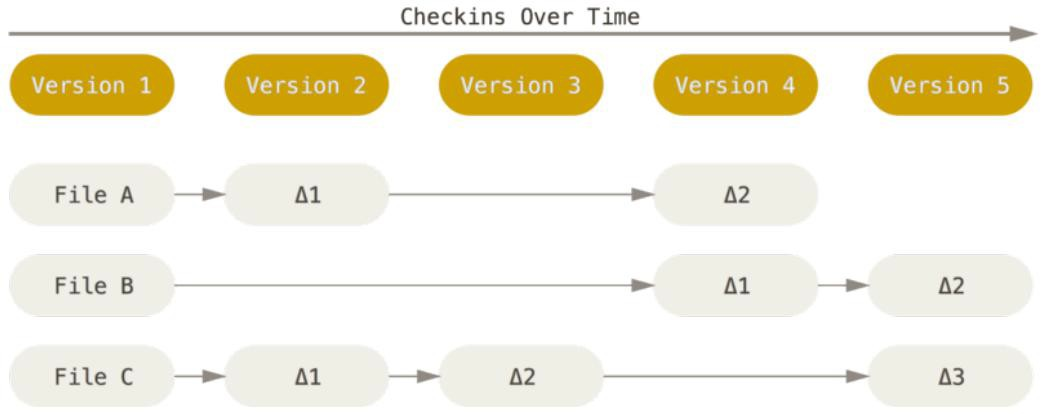 Checkins Over Time
Version 1 Version 2 Version 3 Version 4 Version 5
File A Δ1 Δ2
File B Δ1 Δ2
File C Δ1 Δ2 Δ3